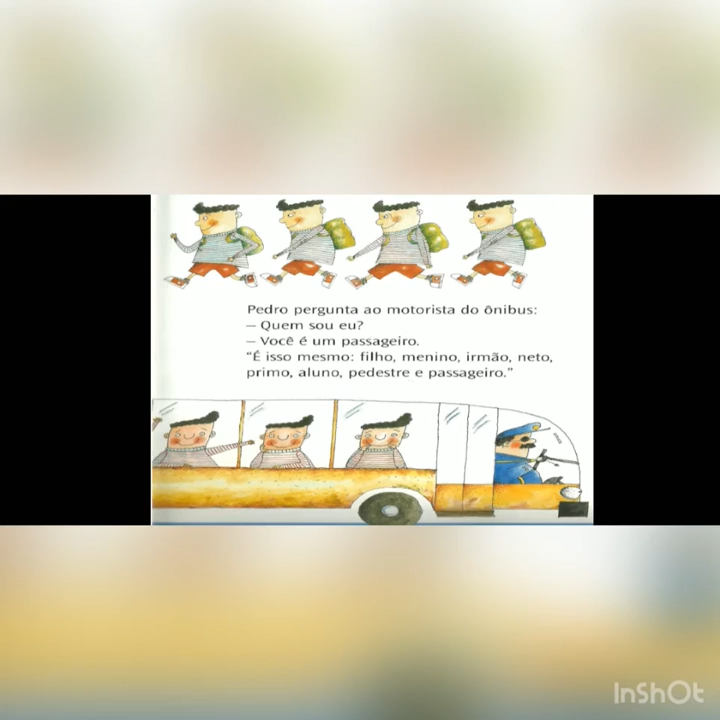 Pedro pergunta ao motorista do ônibus:
— Quem sou eu?
— Você é um passageiro.
“É isso mesmo: filho, menino, irmão, neto,
primo, aluno, pedestre e passageiro.”
InShOt